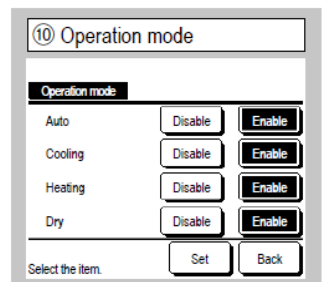 ⑩ Operation mode
Operation mode
Auto Disable Enable
Cooling Disable Enable
Heating Disable Enable
Dry Disable Enable
Select the item. Set Back